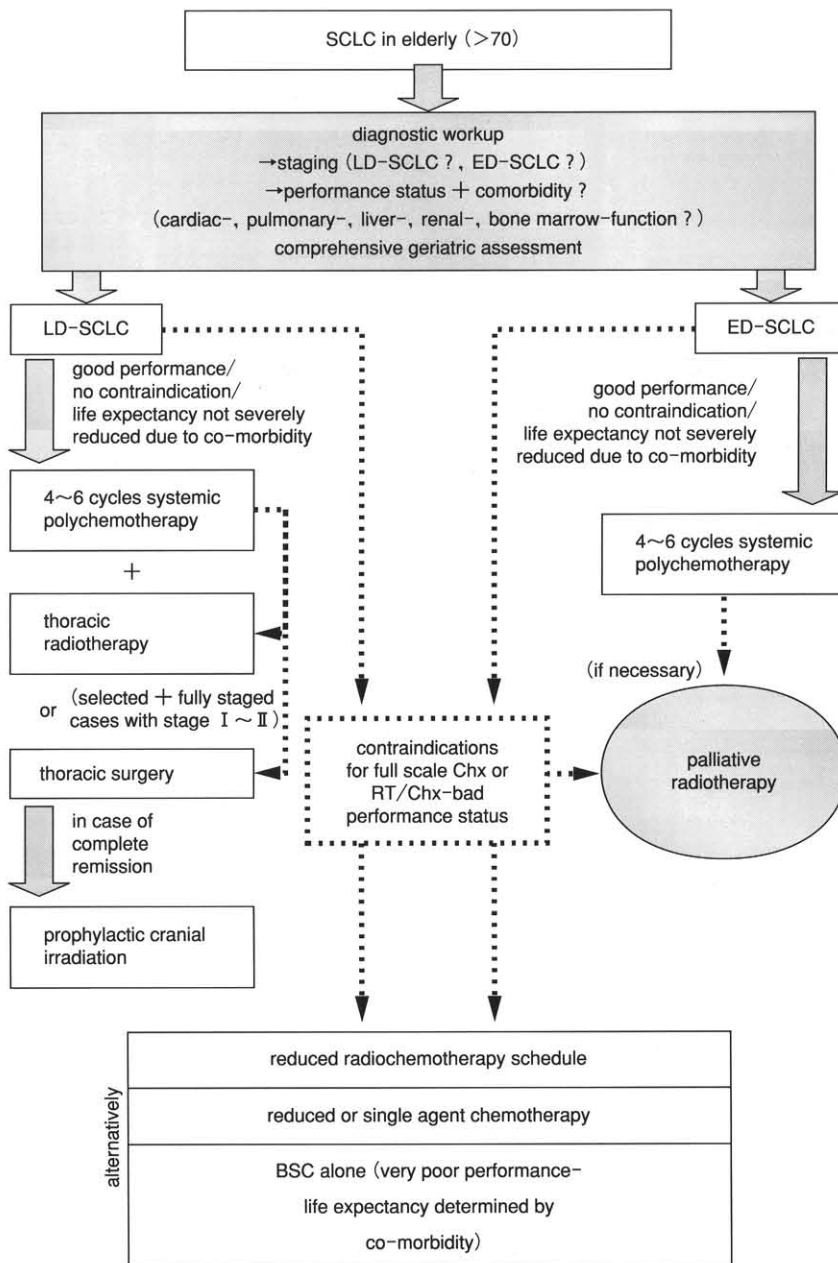 SCLC in elderly (>70)
diagnostic workup
→staging (LD-SCLC ?, ED-SCLC ?)
→performance status + comorbidity ?
(cardiac-, pulmonary-, liver-, renal-, bone marrow-function ?)
comprehensive geriatric assessment
LD-SCLC
good performance/
no contraindication/
life expectancy not severely
reduced due to co-morbidity
4~6 cycles systemic
polychemotherapy
+
thoracic
radiotherapy
or (selected + fully staged
cases with stage Ⅰ~Ⅱ)
thoracic surgery
in case of
complete
remission
prophylactic cranial
irradiation
ED-SCLC
good performance/
no contraindication/
life expectancy not severely
reduced due to co-morbidity
4~6 cycles systemic
polychemotherapy
(if necessary)
palliative
radiotherapy
contraindications
for full scale Chx or
RT/Chx-bad
performance status
alternatively
reduced radiochemotherapy schedule
reduced or single agent chemotherapy
BSC alone (very poor performance-
life expectancy determined by
co-morbidity)